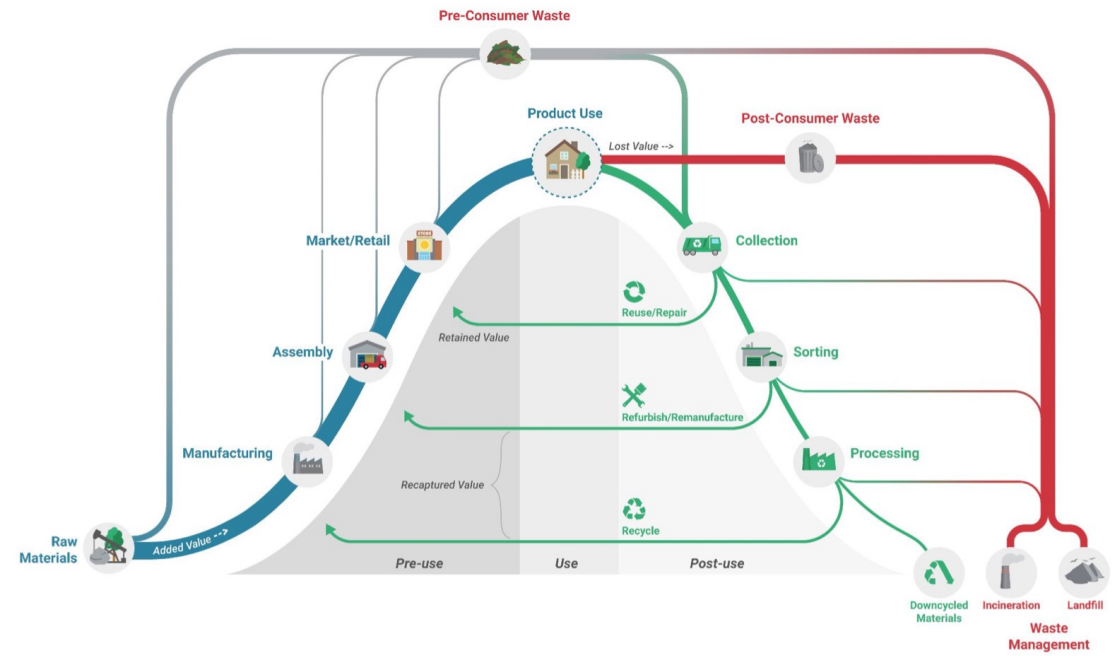 Pre-Consumer Waste
Product Use
Post-Consumer Waste
Lost Value -->
STORE
Market/Retail
Collection
Reuse/Repair
Retained Value
Assembly
Sorting
Refurbish/Remanufacture
Manufacturing
Processing
Recaptured Value
Recycle
Raw
Materials
Added Value -->
Pre-use
Use
Post-use
Downcycled
Materials
Incineration
Landfill
Waste
Management